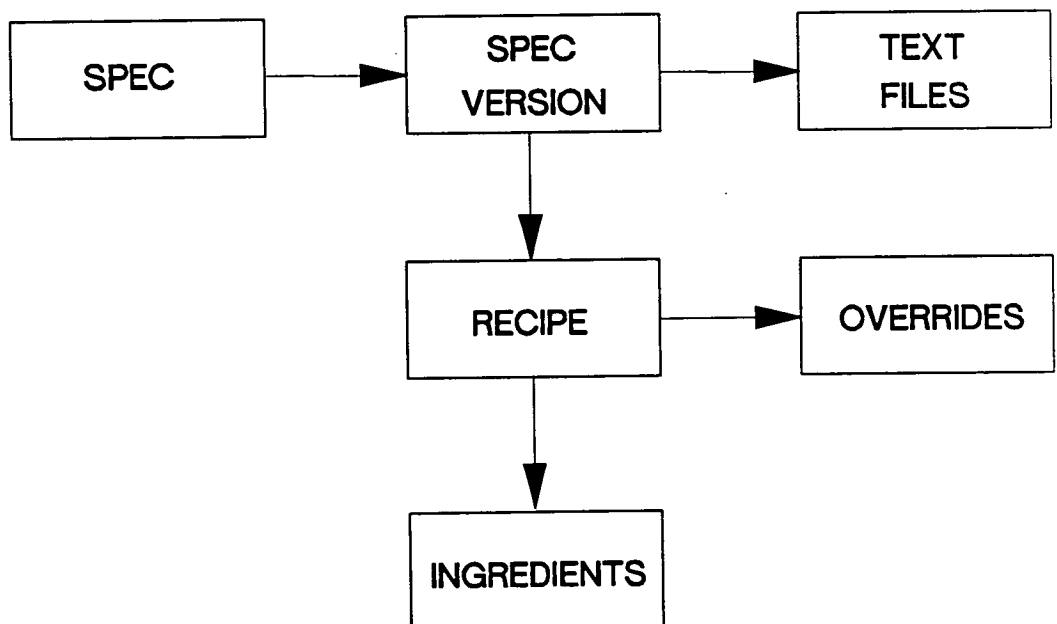 SPEC
SPEC
VERSION
TEXT
FILES
RECIPE
OVERRIDES
INGREDIENTS